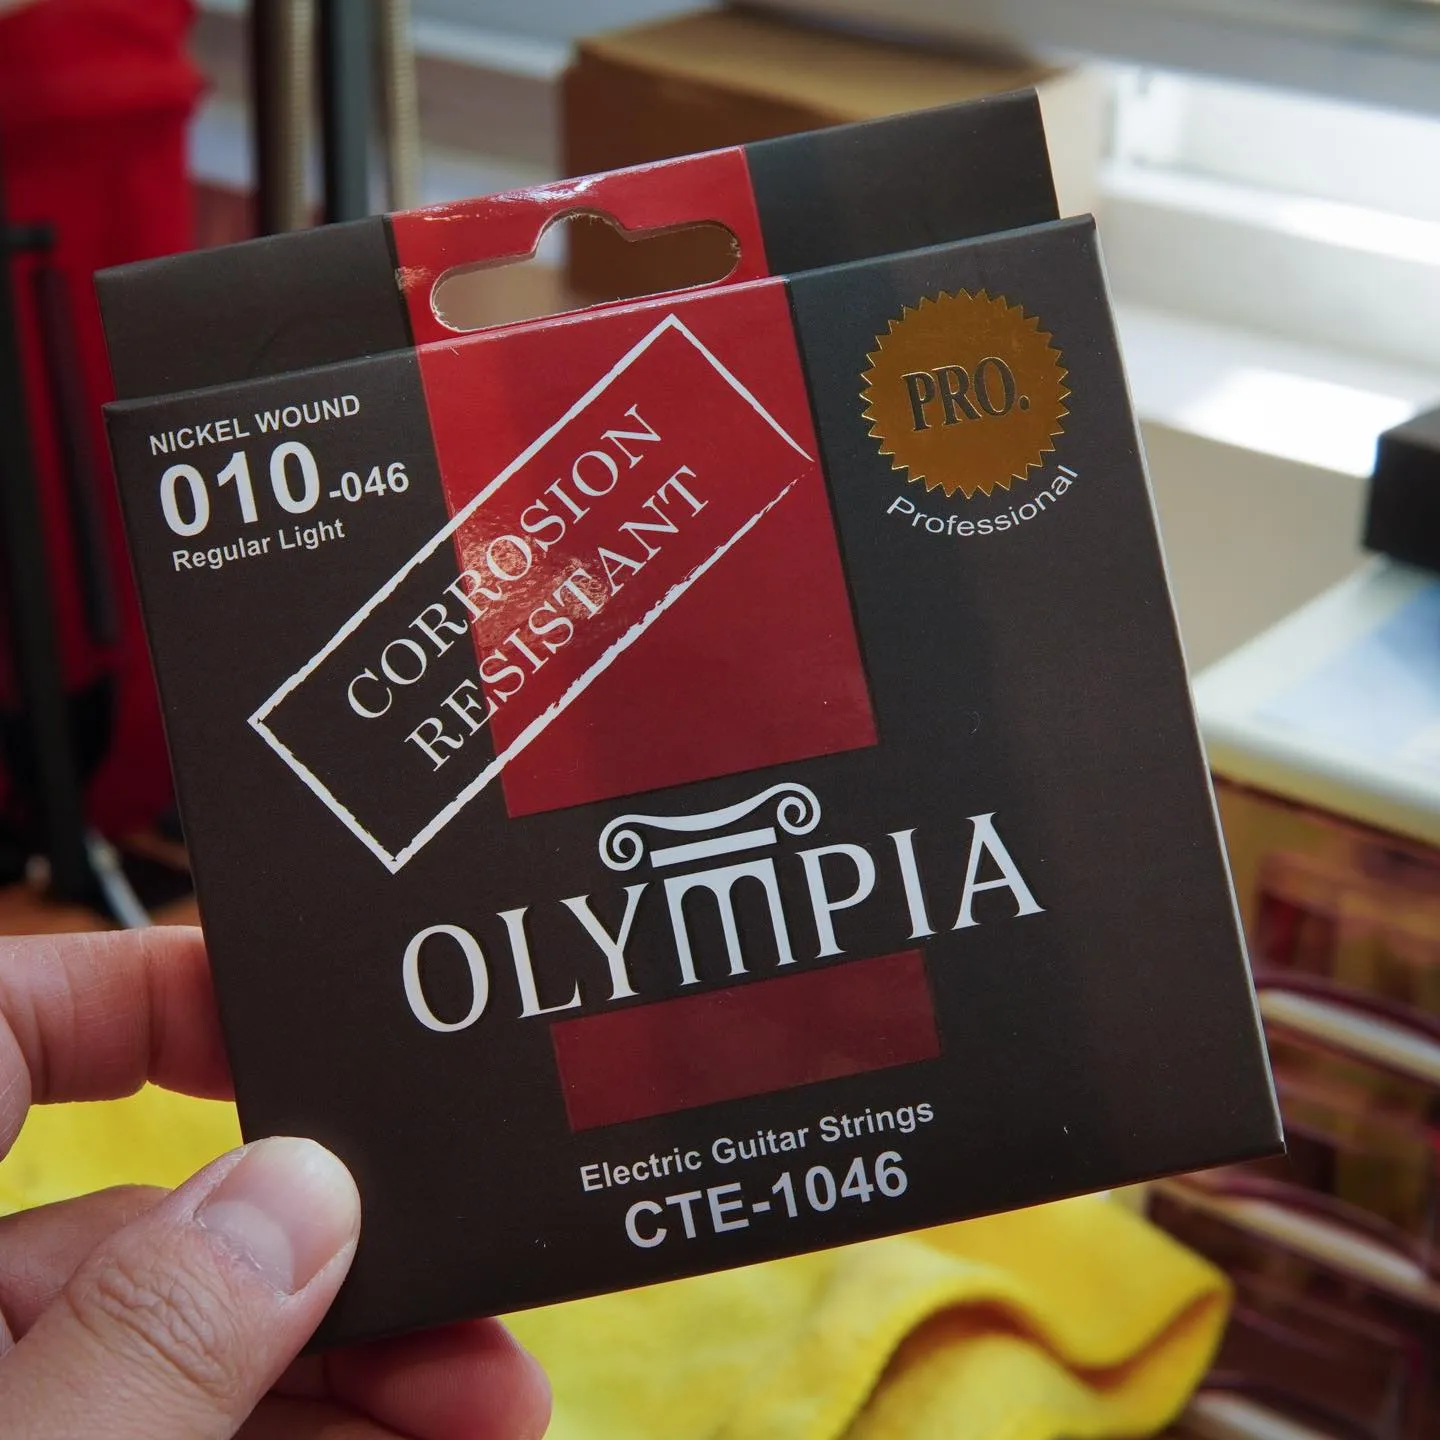 NICKEL WOUND
010-046
Regular Light
CORROSION
RESISTANT
PRO.
Professional
OLYMPIA
Electric Guitar Strings
CTE-1046